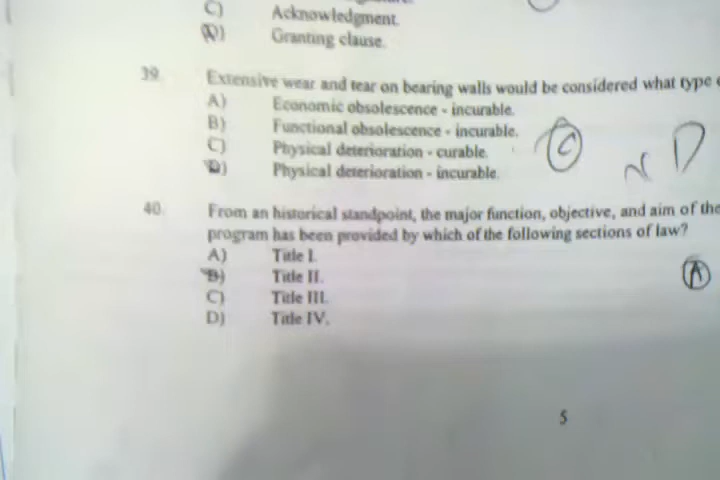 C) Acknowledgment.
D) Granting clause.
39. Extensive wear and tear on bearing walls would be considered what type
A) Economic obsolescence - incurable.
B) Functional obsolescence - incurable.
C) Physical deterioration - curable.
D) Physical deterioration - incurable.
C
N D
40. From an historical standpoint, the major function, objective, and aim of the
program has been provided by which of the following sections of law?
A) Title I.
B) Title II.
C) Title III.
D) Title IV.
A
5